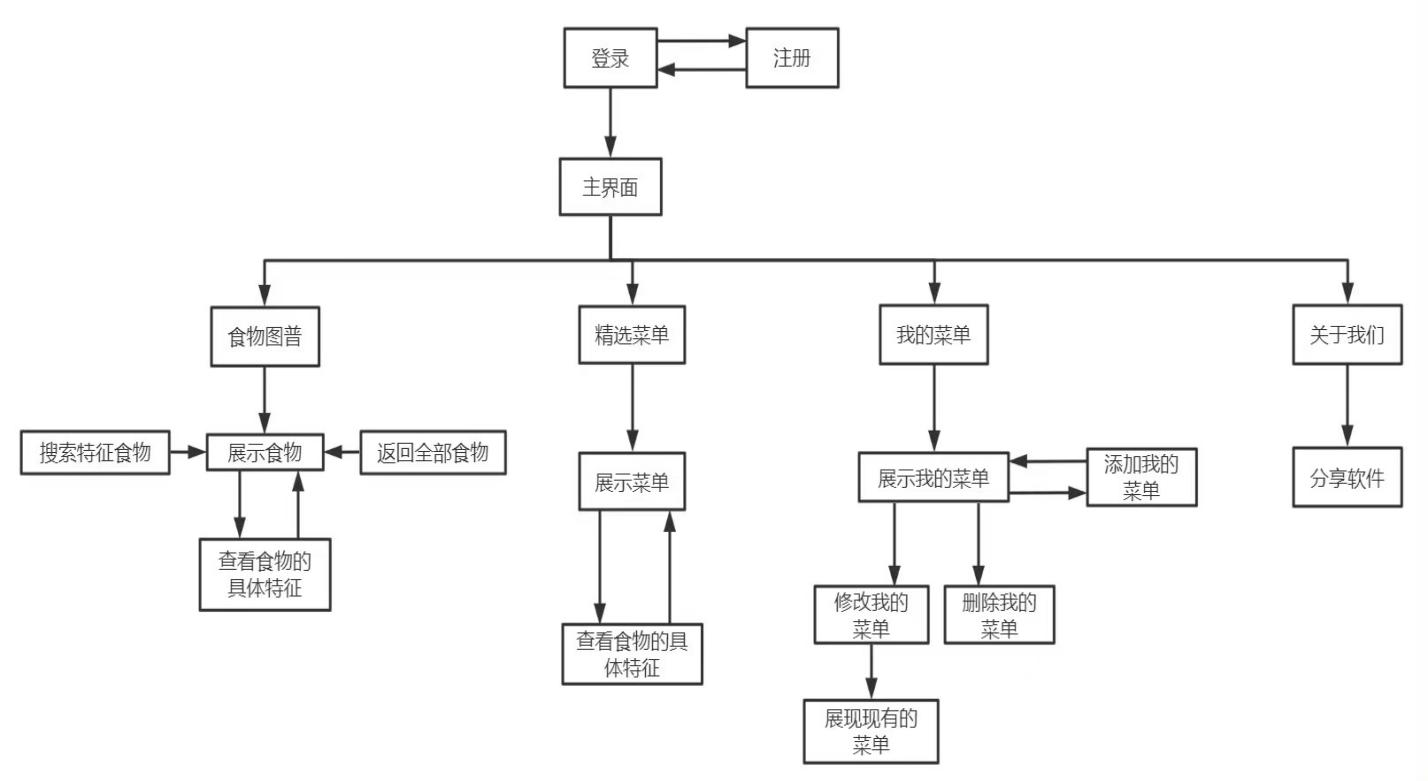 登录
注册
主界面
食物图普
精选菜单
我的菜单
关于我们
搜索特征食物
展示食物
返回全部食物
展示菜单
展示我的菜单
添加我的
菜单
分享软件
查看食物的
具体特征
查看食物的具
体特征
修改我的
菜单
删除我的
菜单
展现现有的
菜单